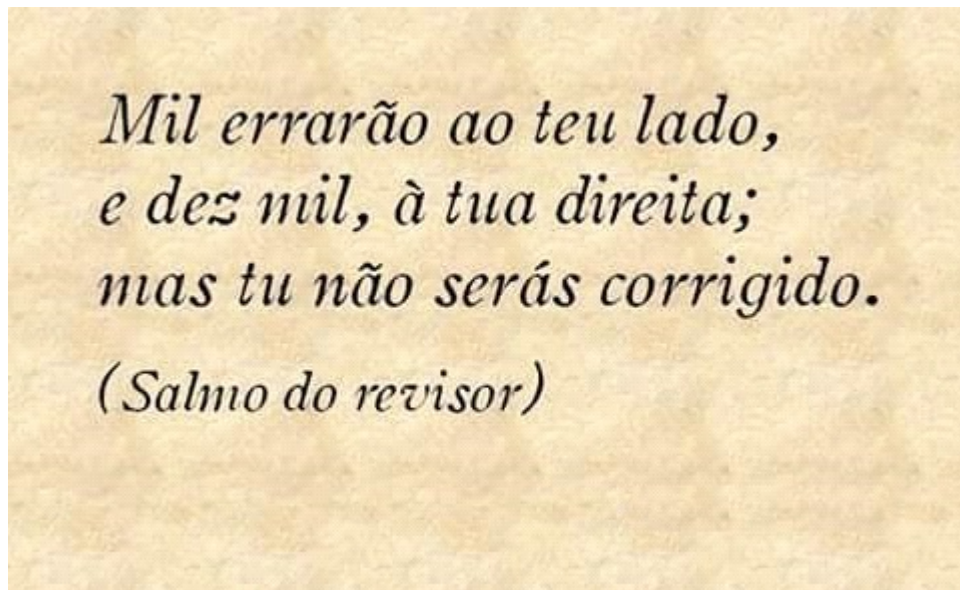 Mil errarão ao teu lado,
e dez mil, à tua direita;
mas tu não serás corrigido.
(Salmo do revisor)